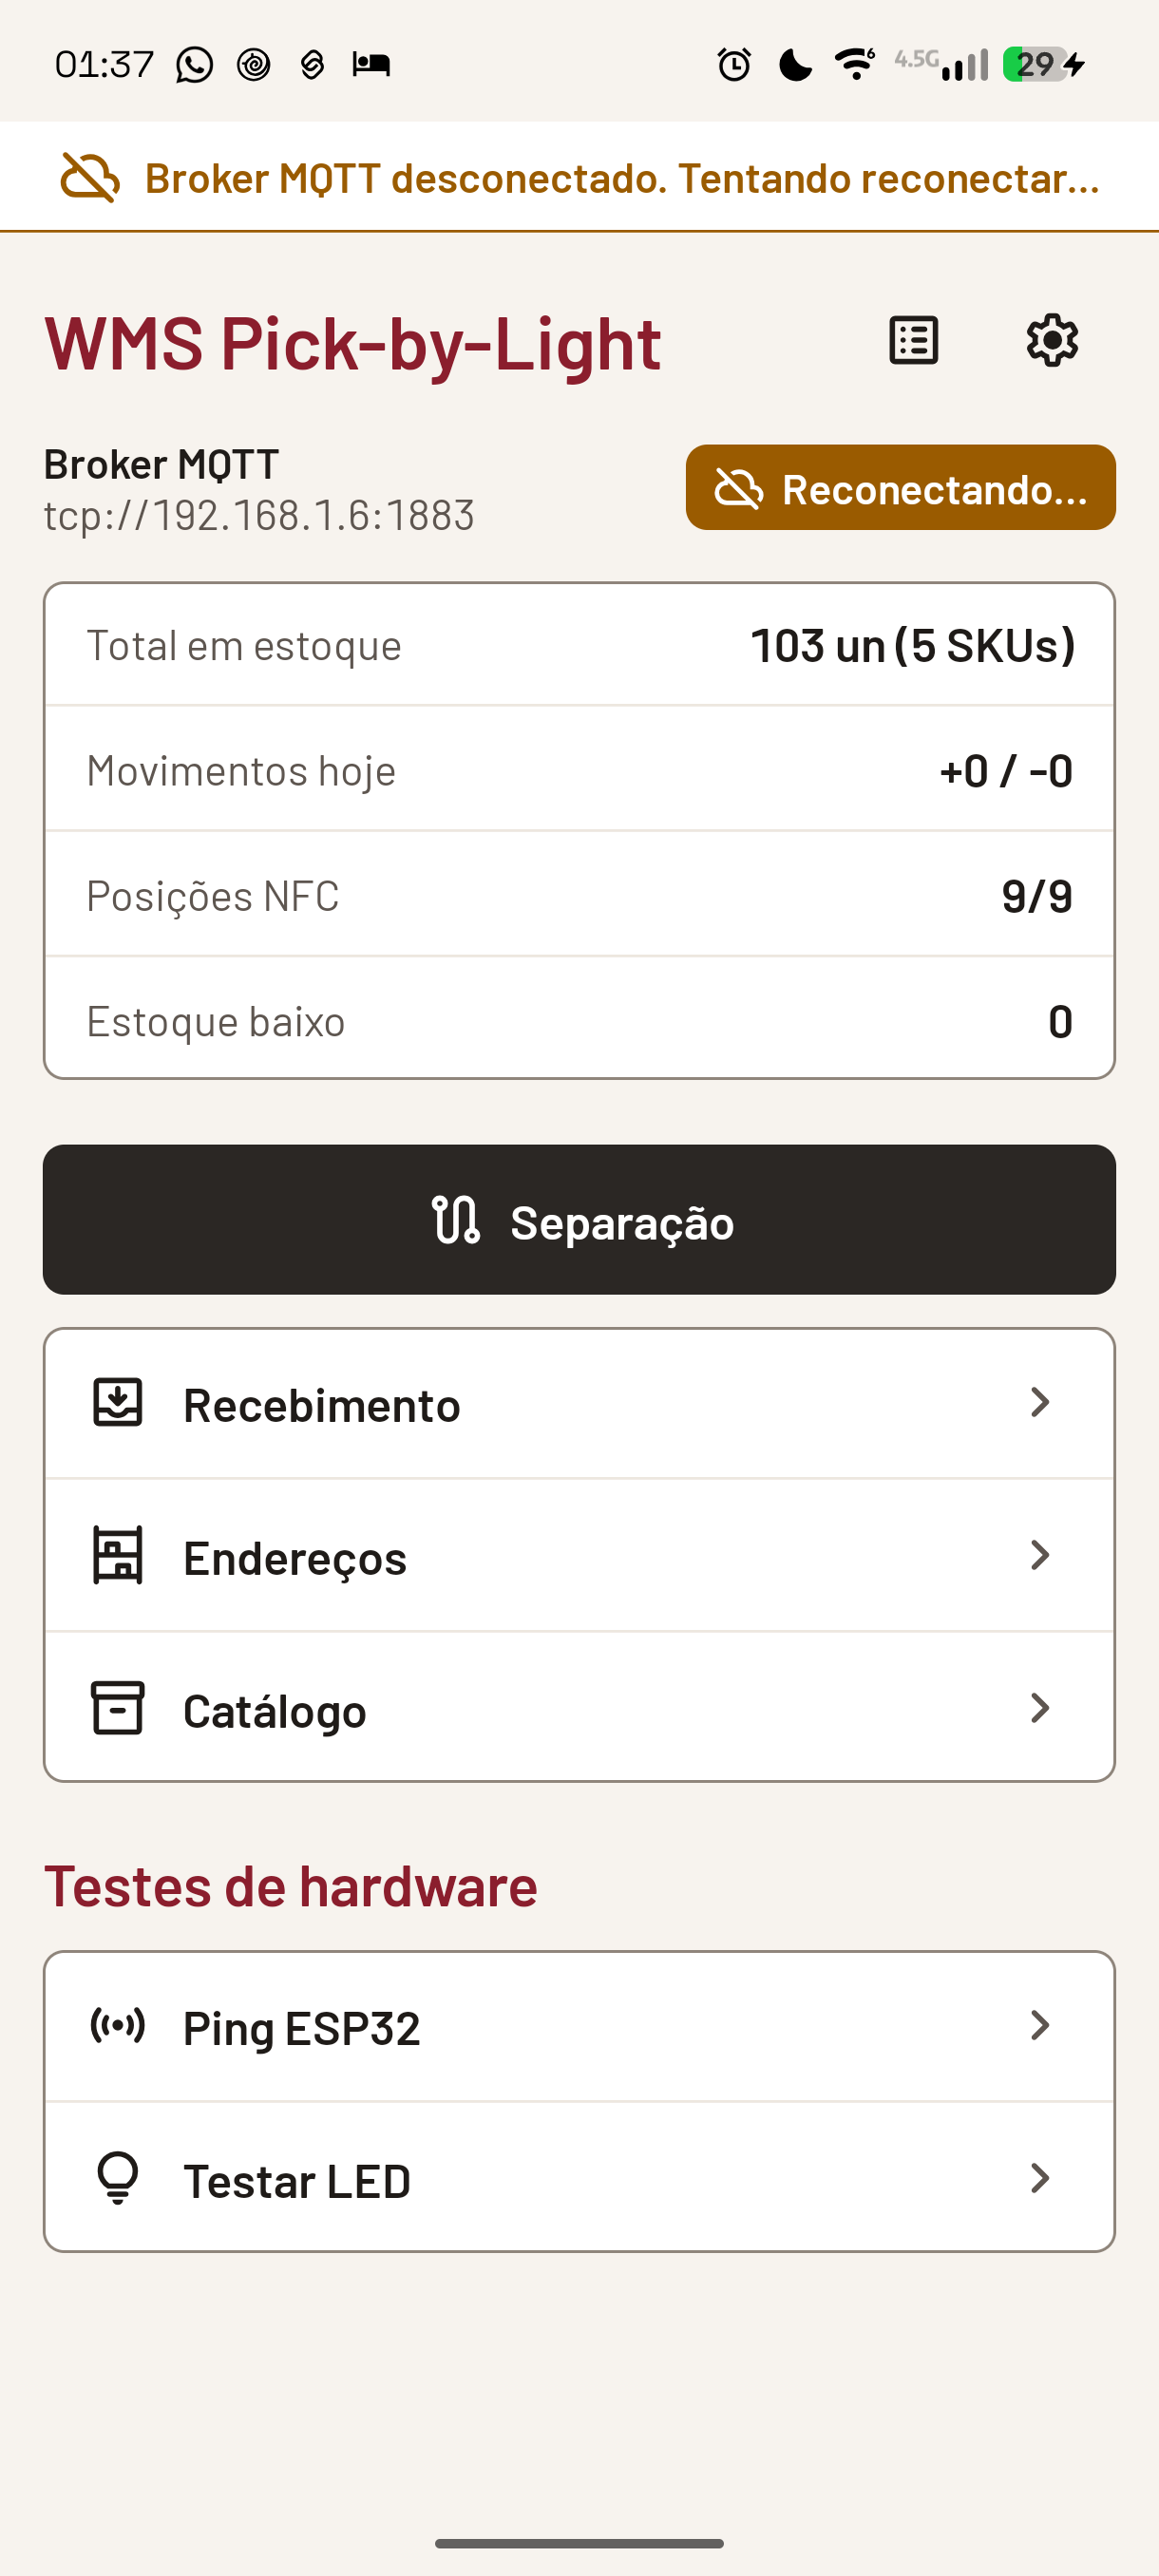 01:37
6
4.5G
29
Broker MQTT desconectado. Tentando reconectar...
WMS Pick-by-Light
Broker MQTT
tcp://192.168.1.6:1883
Reconectando...
Total em estoque
103 un (5 SKUs)
Movimentos hoje
+0 / -0
Posições NFC
9/9
Estoque baixo
0
Separação
Recebimento
Endereços
Catálogo
Testes de hardware
Ping ESP32
Testar LED